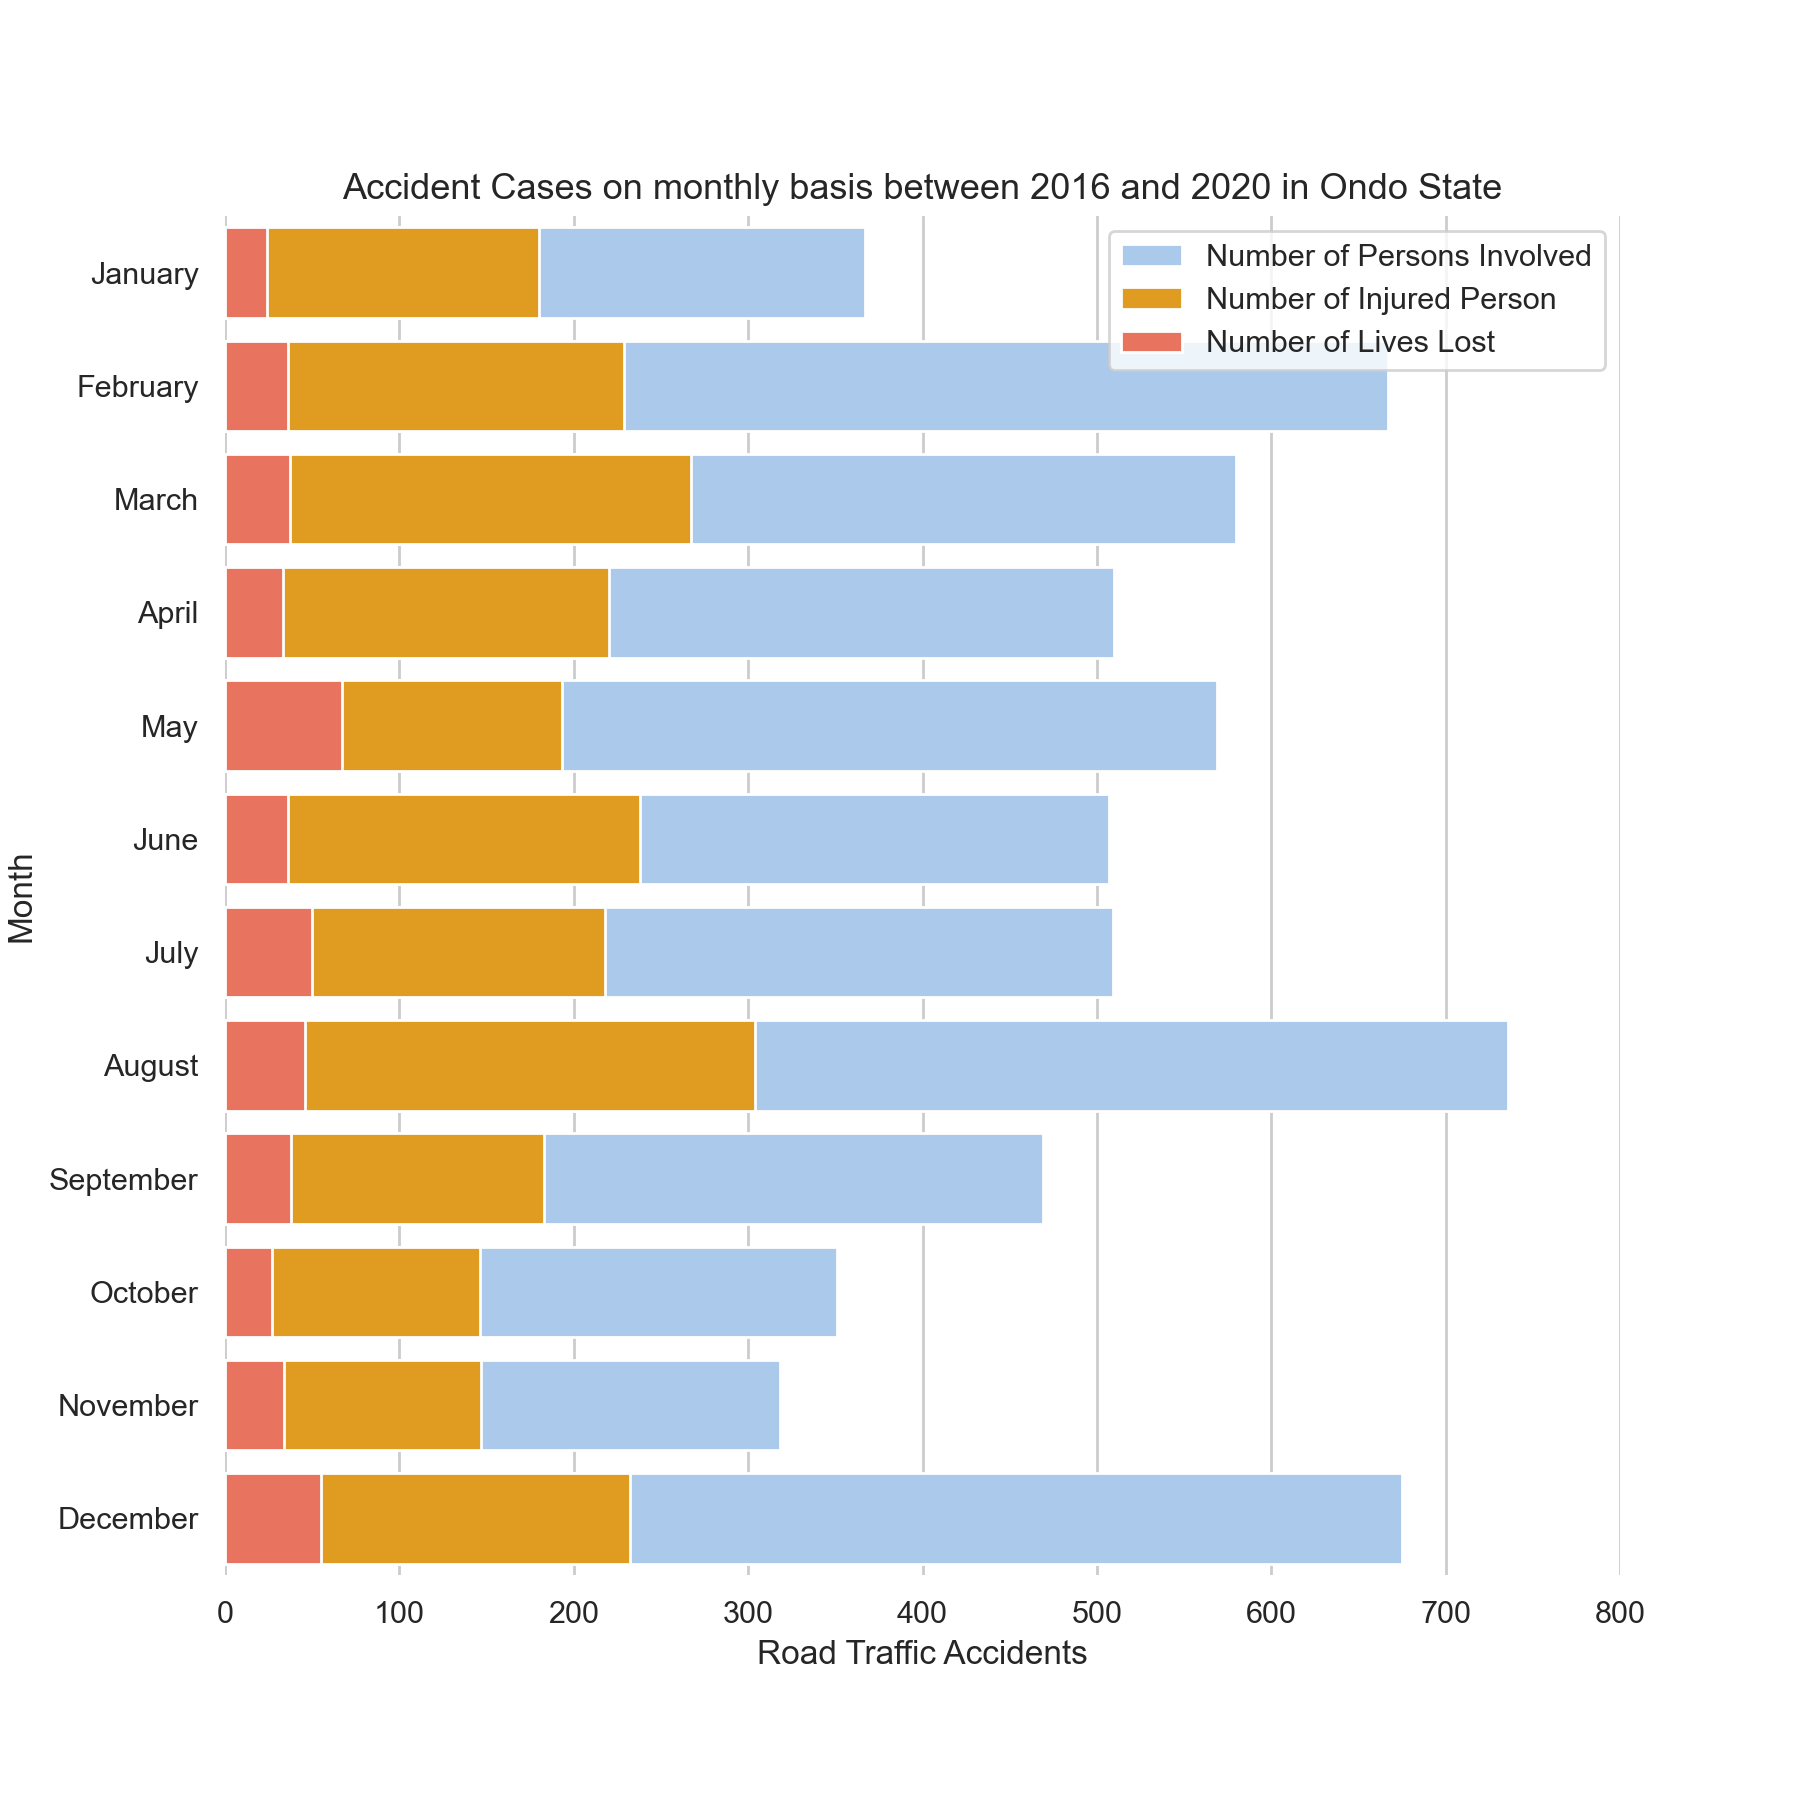 Accident Cases on monthly basis between 2016 and 2020 in Ondo State
Number of Persons Involved
Number of Injured Person
Number of Lives Lost
January
February
March
April
May
June
July
August
September
October
November
December
Month
0 100 200 300 400 500 600 700 800
Road Traffic Accidents